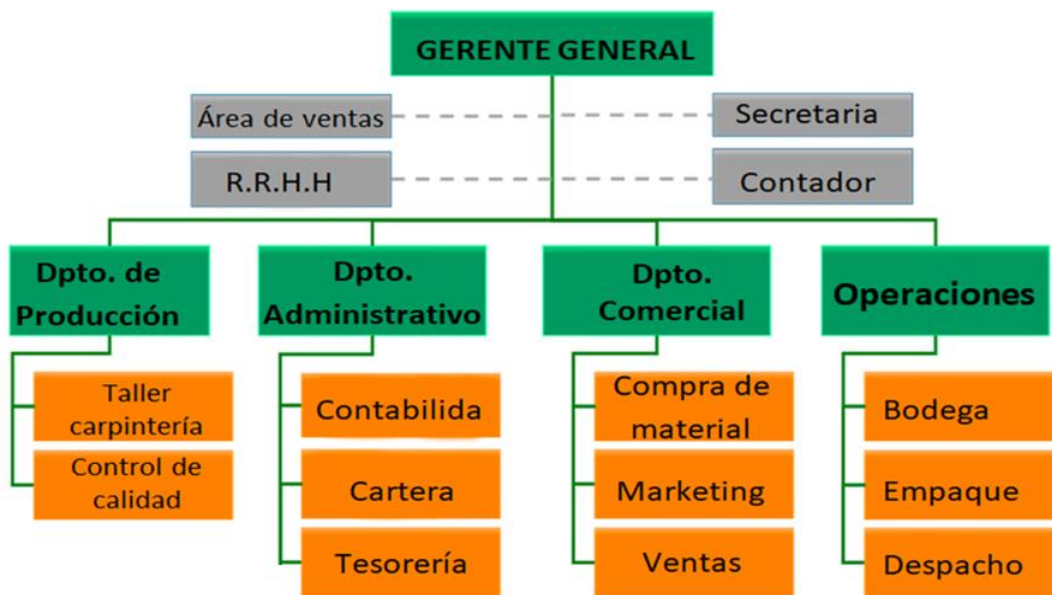 GERENTE GENERAL
Área de ventas
Secretaria
R.R.H.H
Contador
Dpto. de
Producción
Dpto.
Administrativo
Dpto.
Comercial
Operaciones
Taller
carpintería
Control de
calidad
Contabilida
Cartera
Tesorería
Compra de
material
Marketing
Ventas
Bodega
Empaque
Despacho